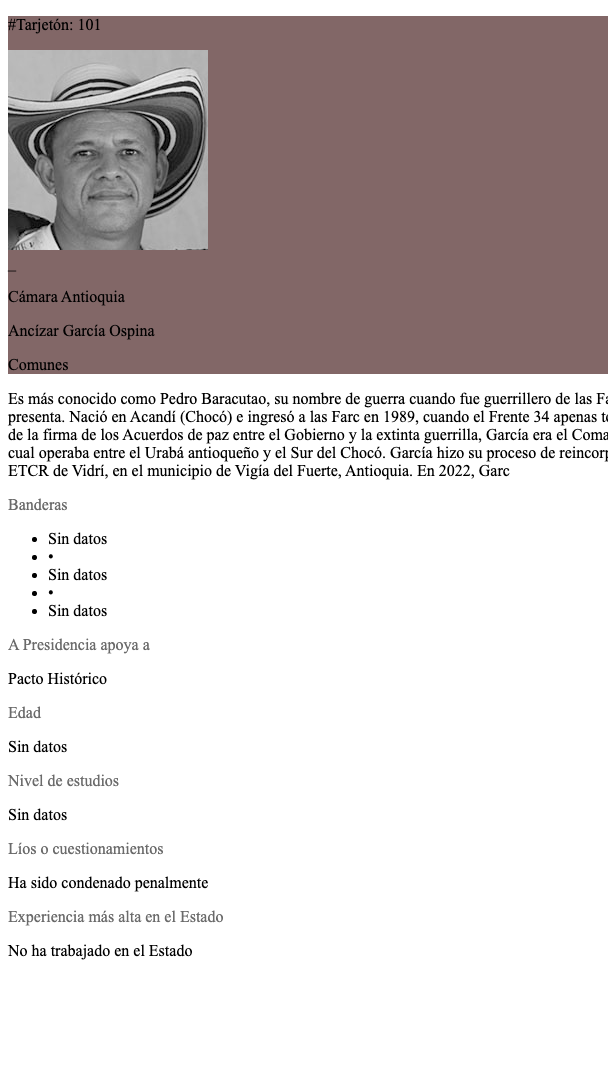 #Tarjetón: 101
_
Cámara Antioquia
Ancízar García Ospina
Comunes
Es más conocido como Pedro Baracutao, su nombre de guerra cuando fue guerrillero de las
presenta. Nació en Acandí (Chocó) e ingresó a las Farc en 1989, cuando el Frente 34 apenas
de la firma de los Acuerdos de paz entre el Gobierno y la extinta guerrilla, García era el
cual operaba entre el Urabá antioqueño y el Sur del Chocó. García hizo su proceso de
ETCR de Vidrí, en el municipio de Vigía del Fuerte, Antioquia. En 2022, Garc
Banderas
• Sin datos
• •
• Sin datos
• •
• Sin datos
A Presidencia apoya a
Pacto Histórico
Edad
Sin datos
Nivel de estudios
Sin datos
Líos o cuestionamientos
Ha sido condenado penalmente
Experiencia más alta en el Estado
No ha trabajado en el Estado